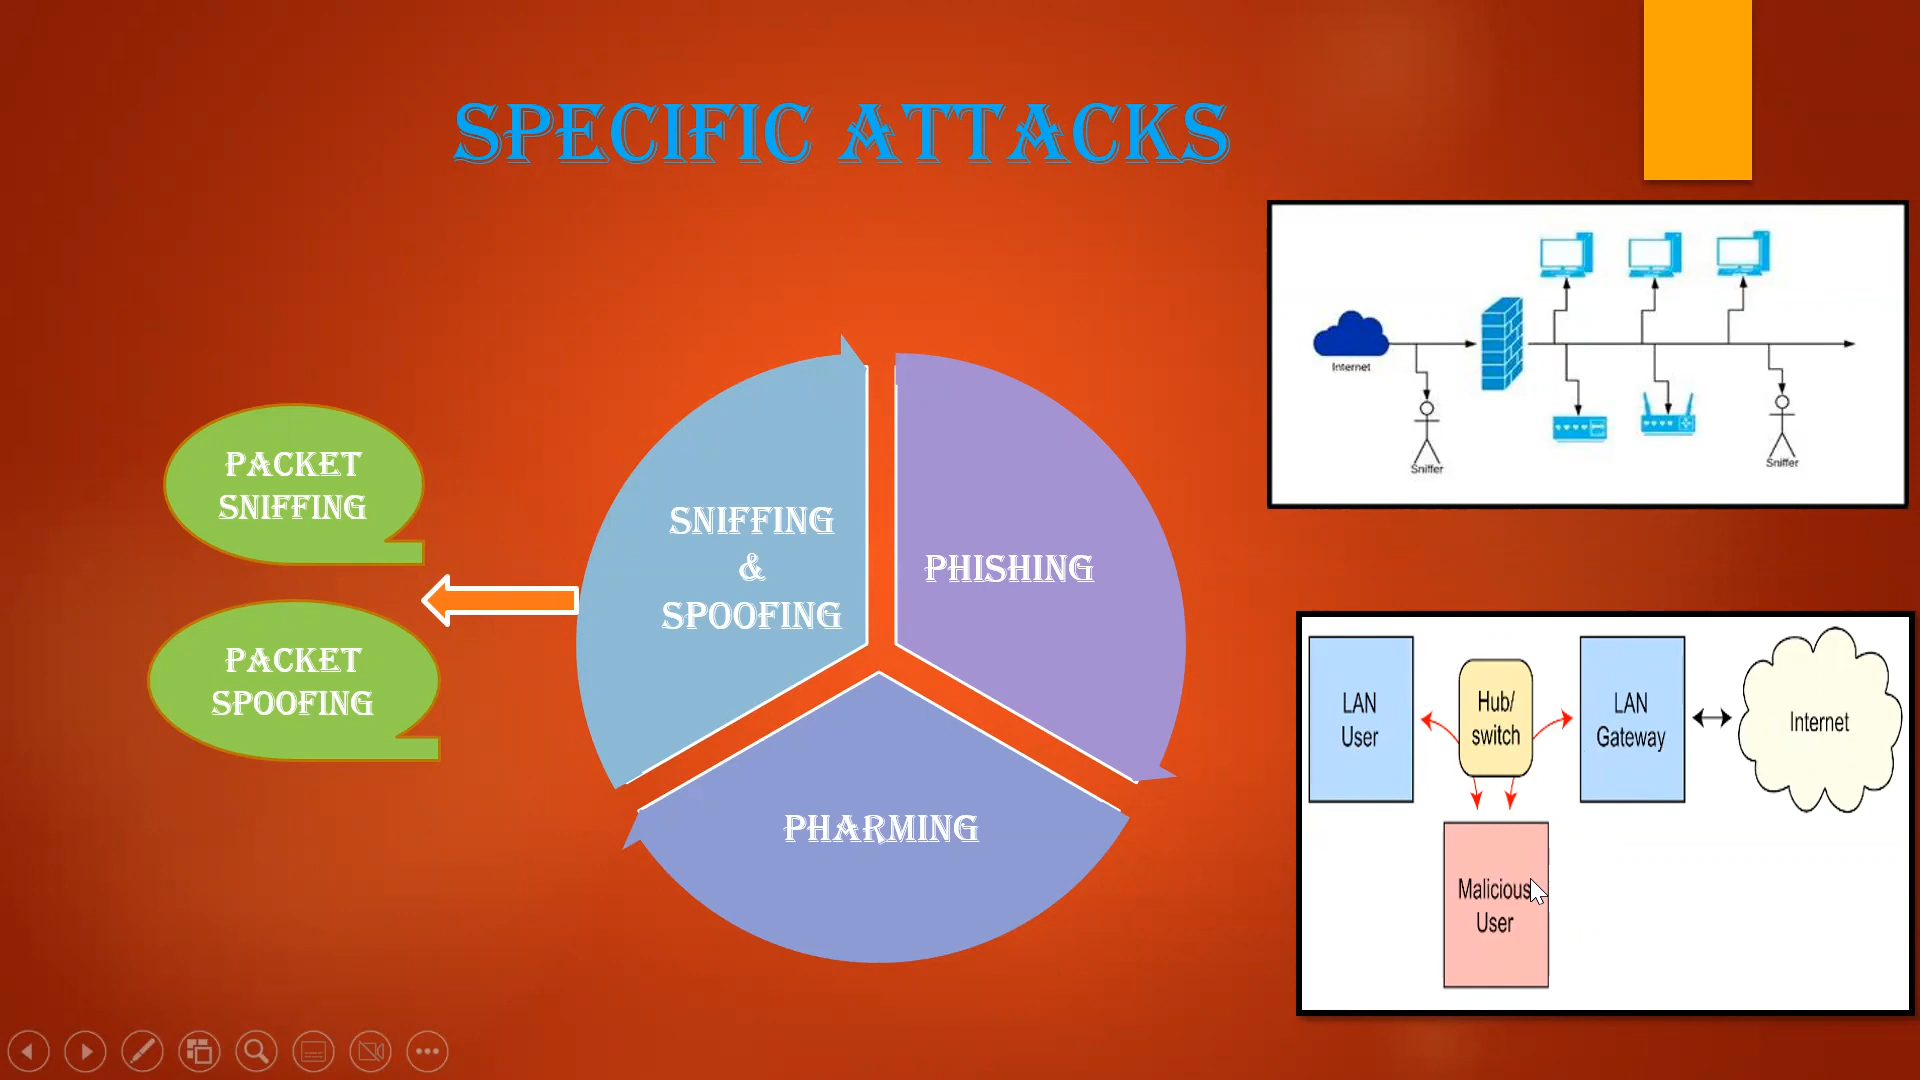 SPECIFIC ATTACKS
PACKET
SNIFFING
PACKET
SPOOFING
SNIFFING
&
SPOOFING
PHISHING
PHARMING
Internet
Sniffer
Sniffer
LAN
User
Hub/
switch
LAN
Gateway
Internet
Malicious
User